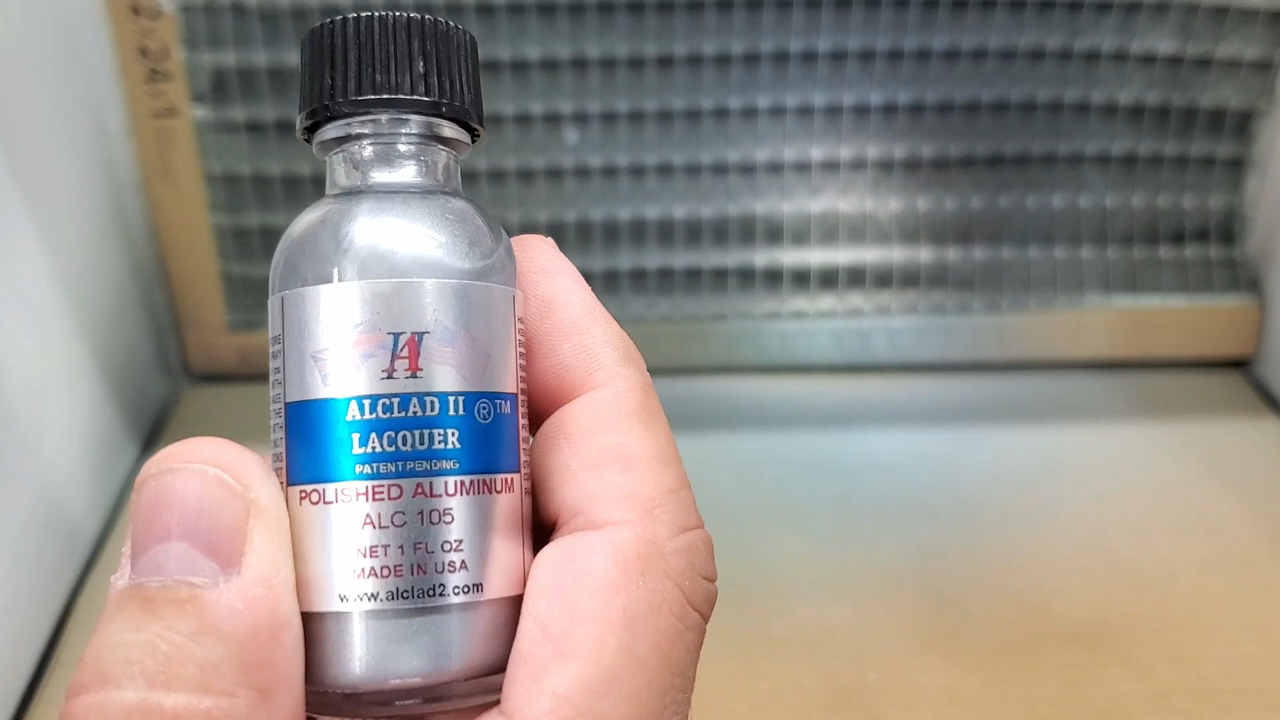 ALCLAD II ®™
LACQUER
PATENT PENDING
POLISHED ALUMINUM
ALC 105
NET 1 FL OZ
MADE IN USA
www.alclad2.com